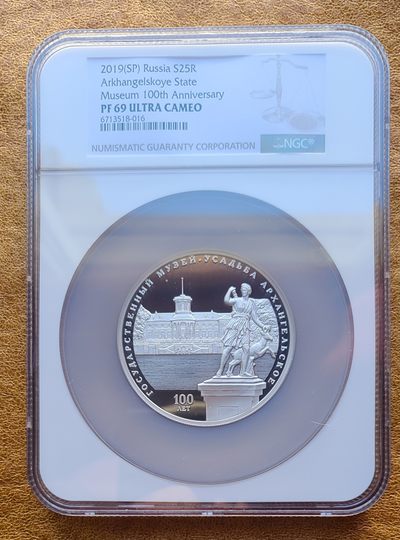 2019(SP) Russia S25R
Arkhangelskoye State
Museum 100th Anniversary
PF 69 ULTRA CAMEO
6713518-016
NUMISMATIC GUARANTY CORPORATION
NGC®
ГОСУДАРСТВЕННЫЙ МУЗЕЙ-УСАДЬБА АРХАНГЕЛЬСКОЕ
100
ЛЕТ